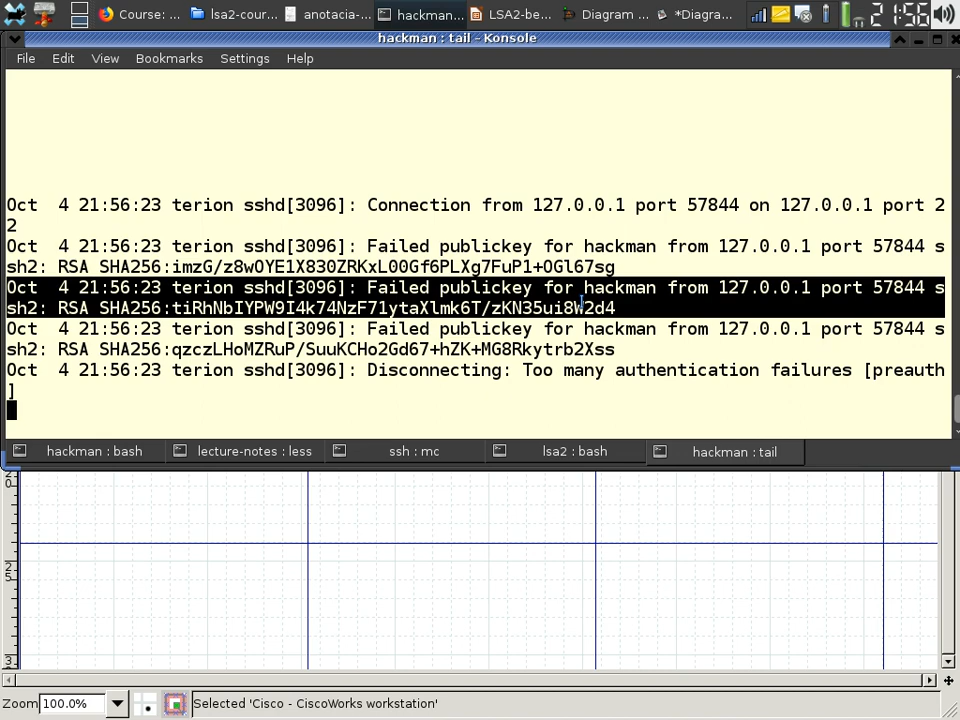 Course: ...
lsa2-cour...
anotacia-...
hackman...
LSA2-be...
Diagram ...
*Diagra...
2
1:56
hackman : tail – Konsole
File Edit View Bookmarks Settings Help
Oct  4 21:56:23 terion sshd[3096]: Connection from 127.0.0.1 port 57844 on 127.0.0.1 port 2
2
Oct  4 21:56:23 terion sshd[3096]: Failed publickey for hackman from 127.0.0.1 port 57844 s
sh2: RSA SHA256:imzG/z8wOYE1X830ZRKxL00Gf6PLXg7FuP1+OGl67sg
Oct  4 21:56:23 terion sshd[3096]: Failed publickey for hackman from 127.0.0.1 port 57844 s
sh2: RSA SHA256:tiRhNbIYPW9I4k74NzF71ytaXlmk6T/zKN35ui8W2d4
Oct  4 21:56:23 terion sshd[3096]: Failed publickey for hackman from 127.0.0.1 port 57844 s
sh2: RSA SHA256:qzczLHoMZRuP/SuuKCHo2Gd67+hZK+MG8Rkytrb2Xss
Oct  4 21:56:23 terion sshd[3096]: Disconnecting: Too many authentication failures [preauth
]
hackman : bash
lecture-notes : less
ssh : mc
lsa2 : bash
hackman : tail
Zoom 100.0%
Selected 'Cisco - CiscoWorks workstation'